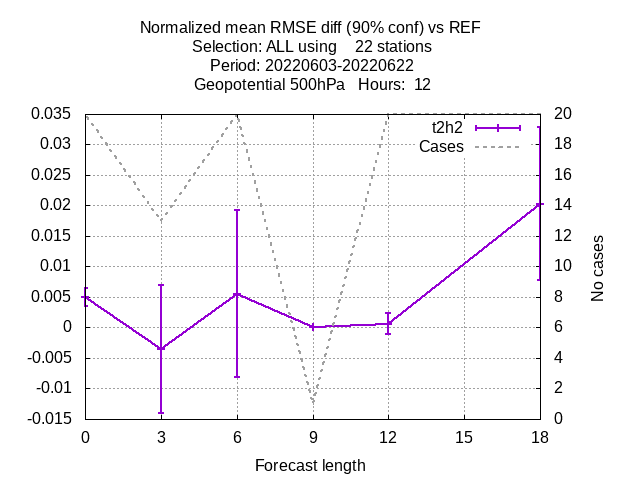 Normalized mean RMSE diff (90% conf) vs REF
Selection: ALL using    22 stations
Period: 20220603-20220622
Geopotential 500hPa   Hours:  12
0.035
0.03
0.025
0.02
0.015
0.01
0.005
0
-0.005
-0.01
-0.015
t2h2
Cases
20
18
16
14
12
10
8
6
4
2
0
No cases
0 3 6 9 12 15 18
Forecast length